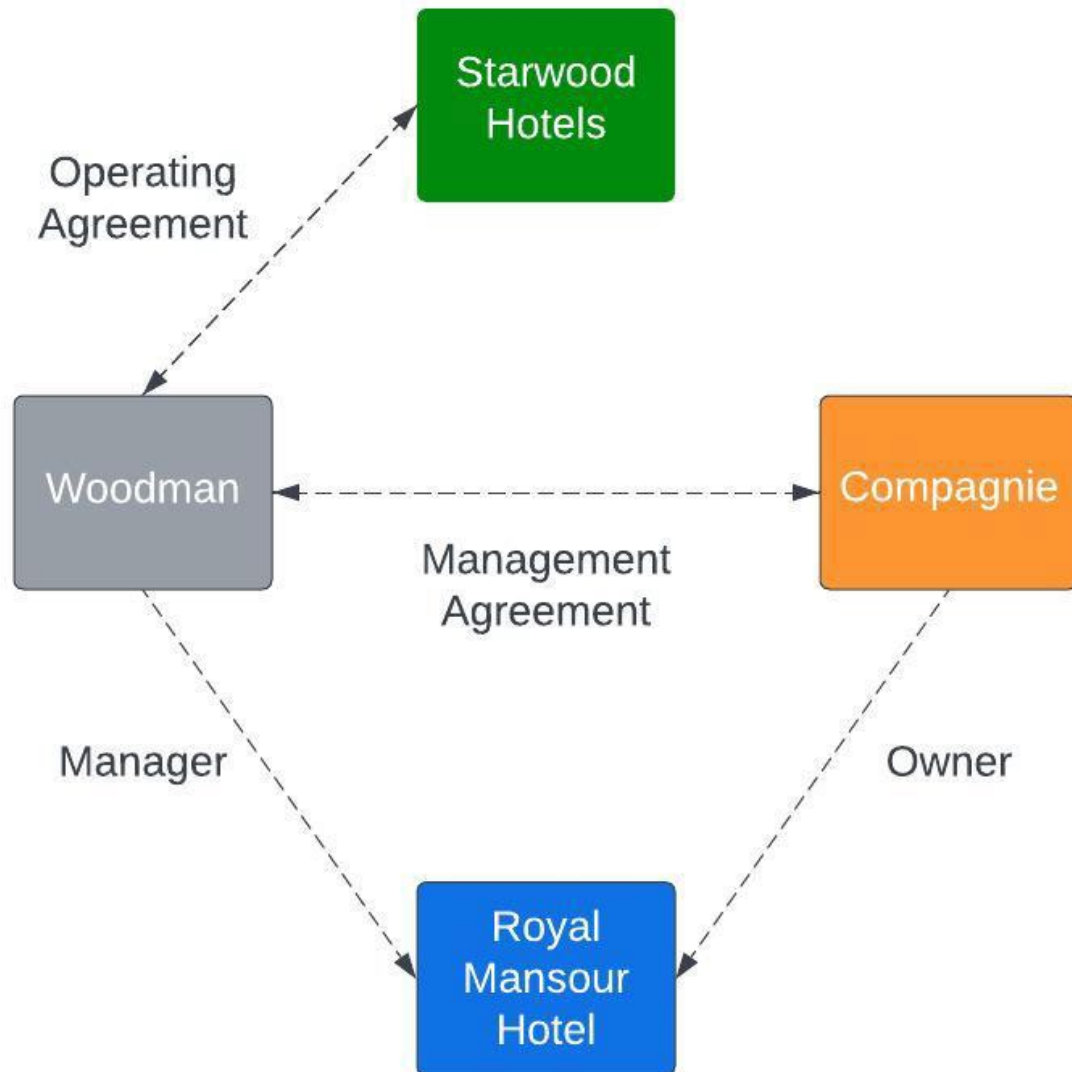 Starwood
Hotels
Operating
Agreement
Woodman
Compagnie
Management
Agreement
Manager
Owner
Royal
Mansour
Hotel